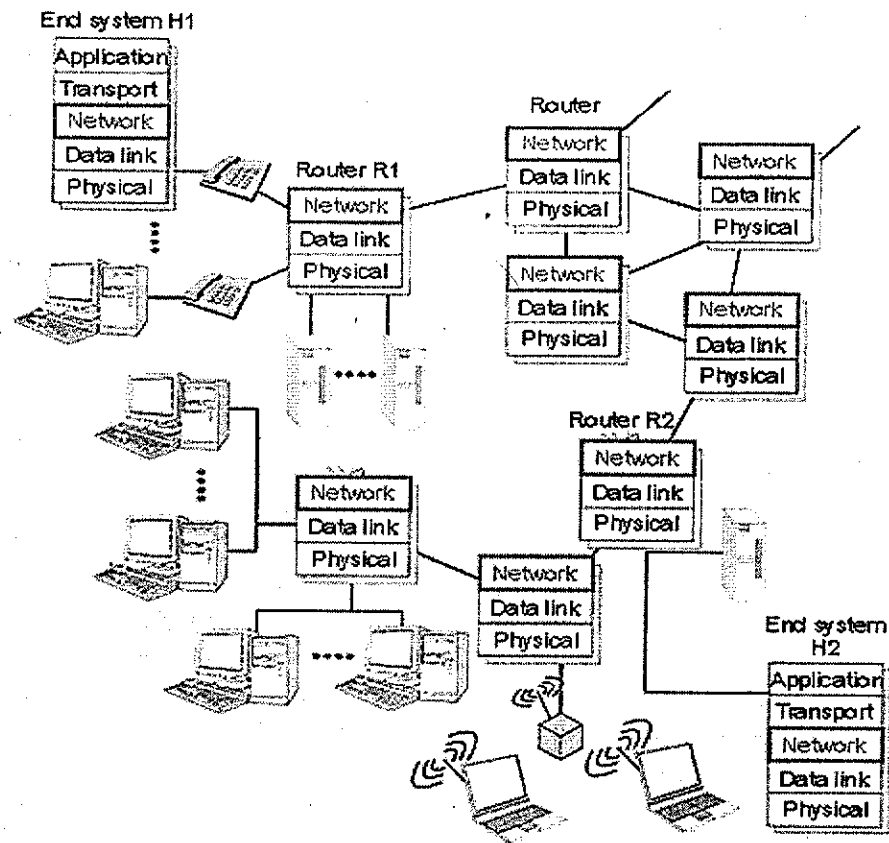 End system H1
Application
Transport
Network
Data link
Physical
Router R1
Network
Data link
Physical
Router
Network
Data link
Physical
Network
Data link
Physical
Network
Data link
Physical
Network
Data link
Physical
Router R2
Network
Data link
Physical
Network
Data link
Physical
Network
Data link
Physical
End system
H2
Application
Transport
Network
Data link
Physical